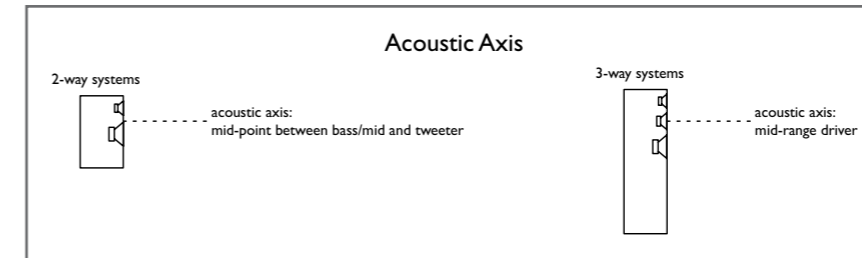 Acoustic Axis
2-way systems
acoustic axis:
mid-point between bass/mid and tweeter
3-way systems
acoustic axis:
mid-range driver